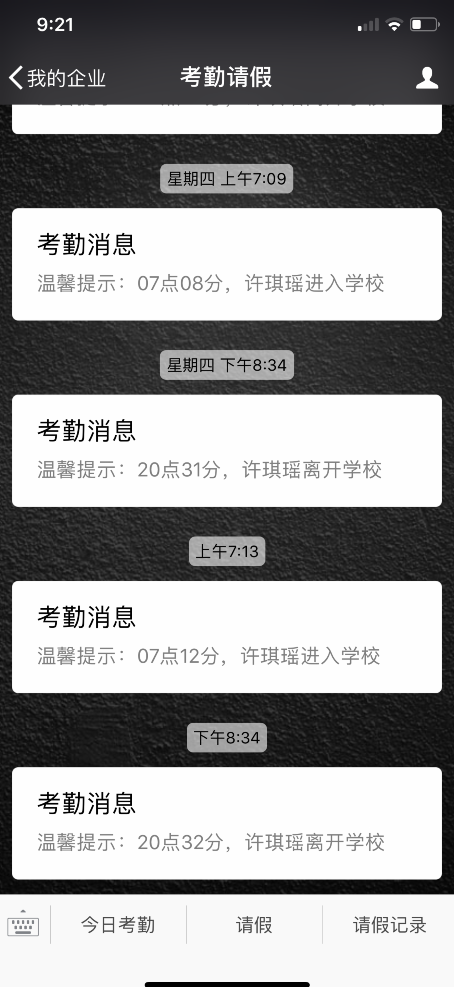 9:21
我的企业
考勤请假
星期四 上午7:09
考勤消息
温馨提示：07点08分，许琪瑶进入学校
星期四 下午8:34
考勤消息
温馨提示：20点31分，许琪瑶离开学校
上午7:13
考勤消息
温馨提示：07点12分，许琪瑶进入学校
下午8:34
考勤消息
温馨提示：20点32分，许琪瑶离开学校
今日考勤
请假
请假记录